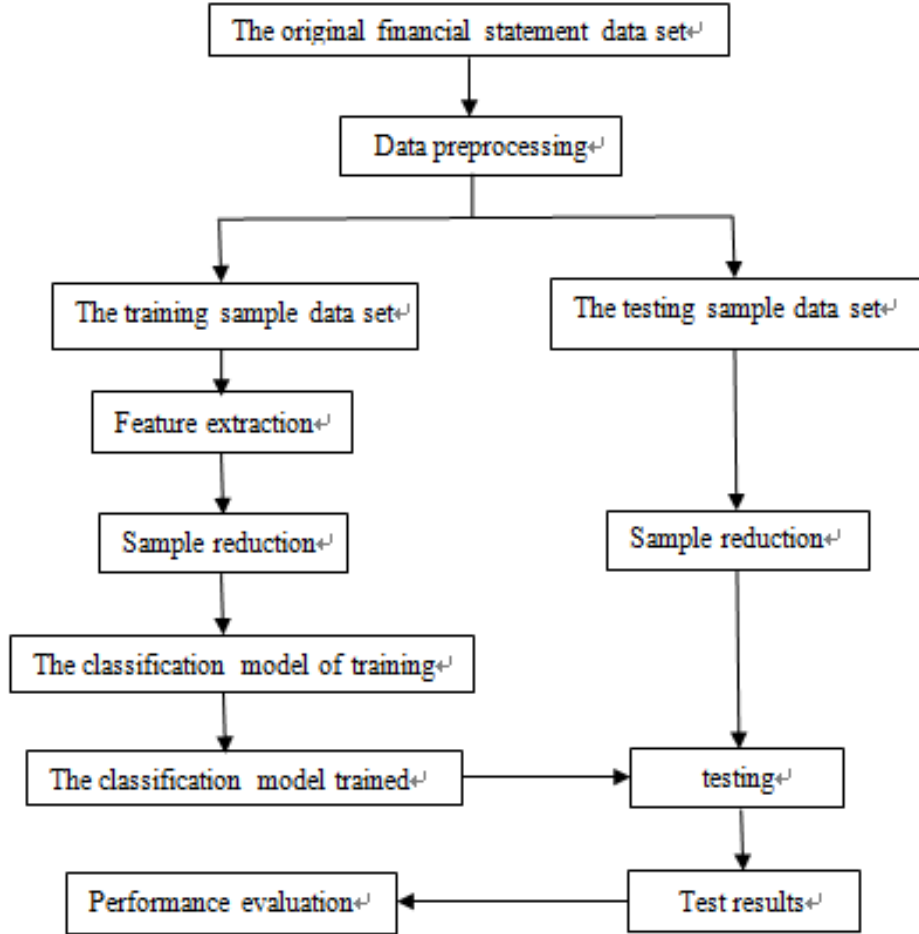 The original financial statement data set↵
Data preprocessing↵
The training sample data set↵
The testing sample data set↵
Feature extraction↵
Sample reduction↵
Sample reduction↵
The classification model of training↵
The classification model trained↵
testing↵
Performance evaluation↵
Test results↵